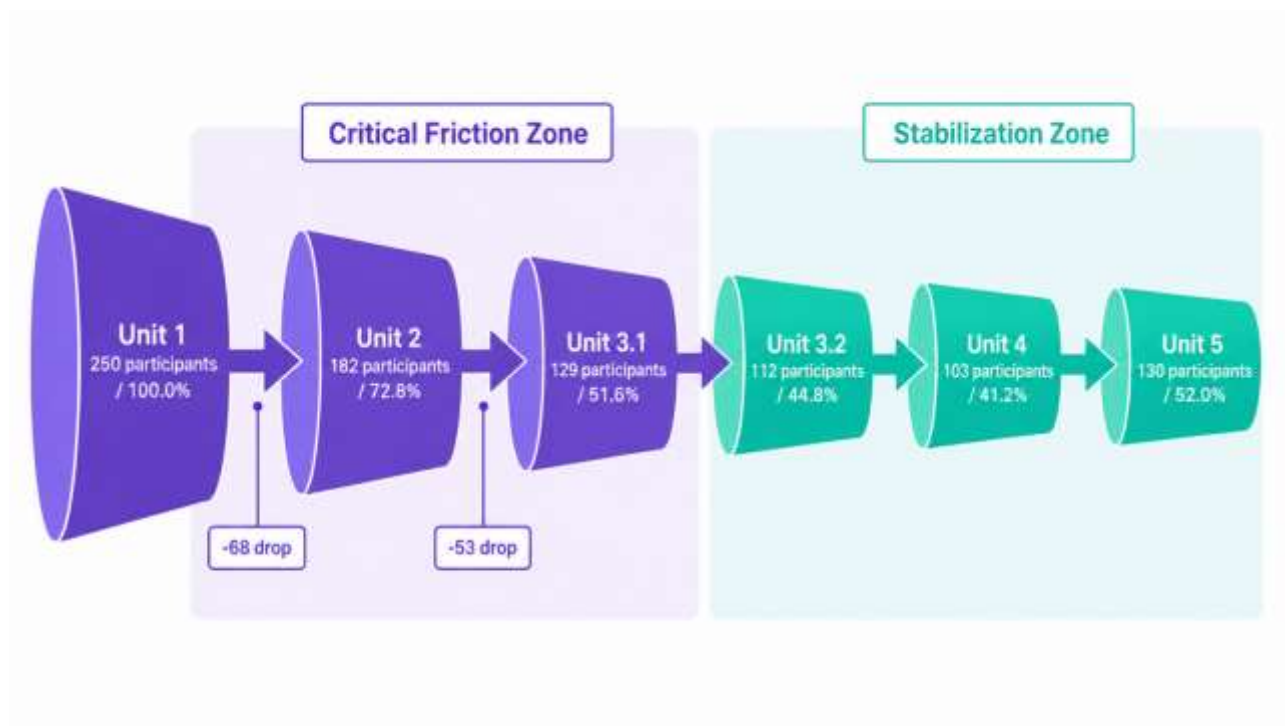 Critical Friction Zone
Stabilization Zone
Unit 1
250 participants
/ 100.0%
Unit 2
182 participants
/ 72.8%
Unit 3.1
129 participants
/ 51.6%
Unit 3.2
112 participants
/ 44.8%
Unit 4
103 participants
/ 41.2%
Unit 5
130 participants
/ 52.0%
-68 drop
-53 drop